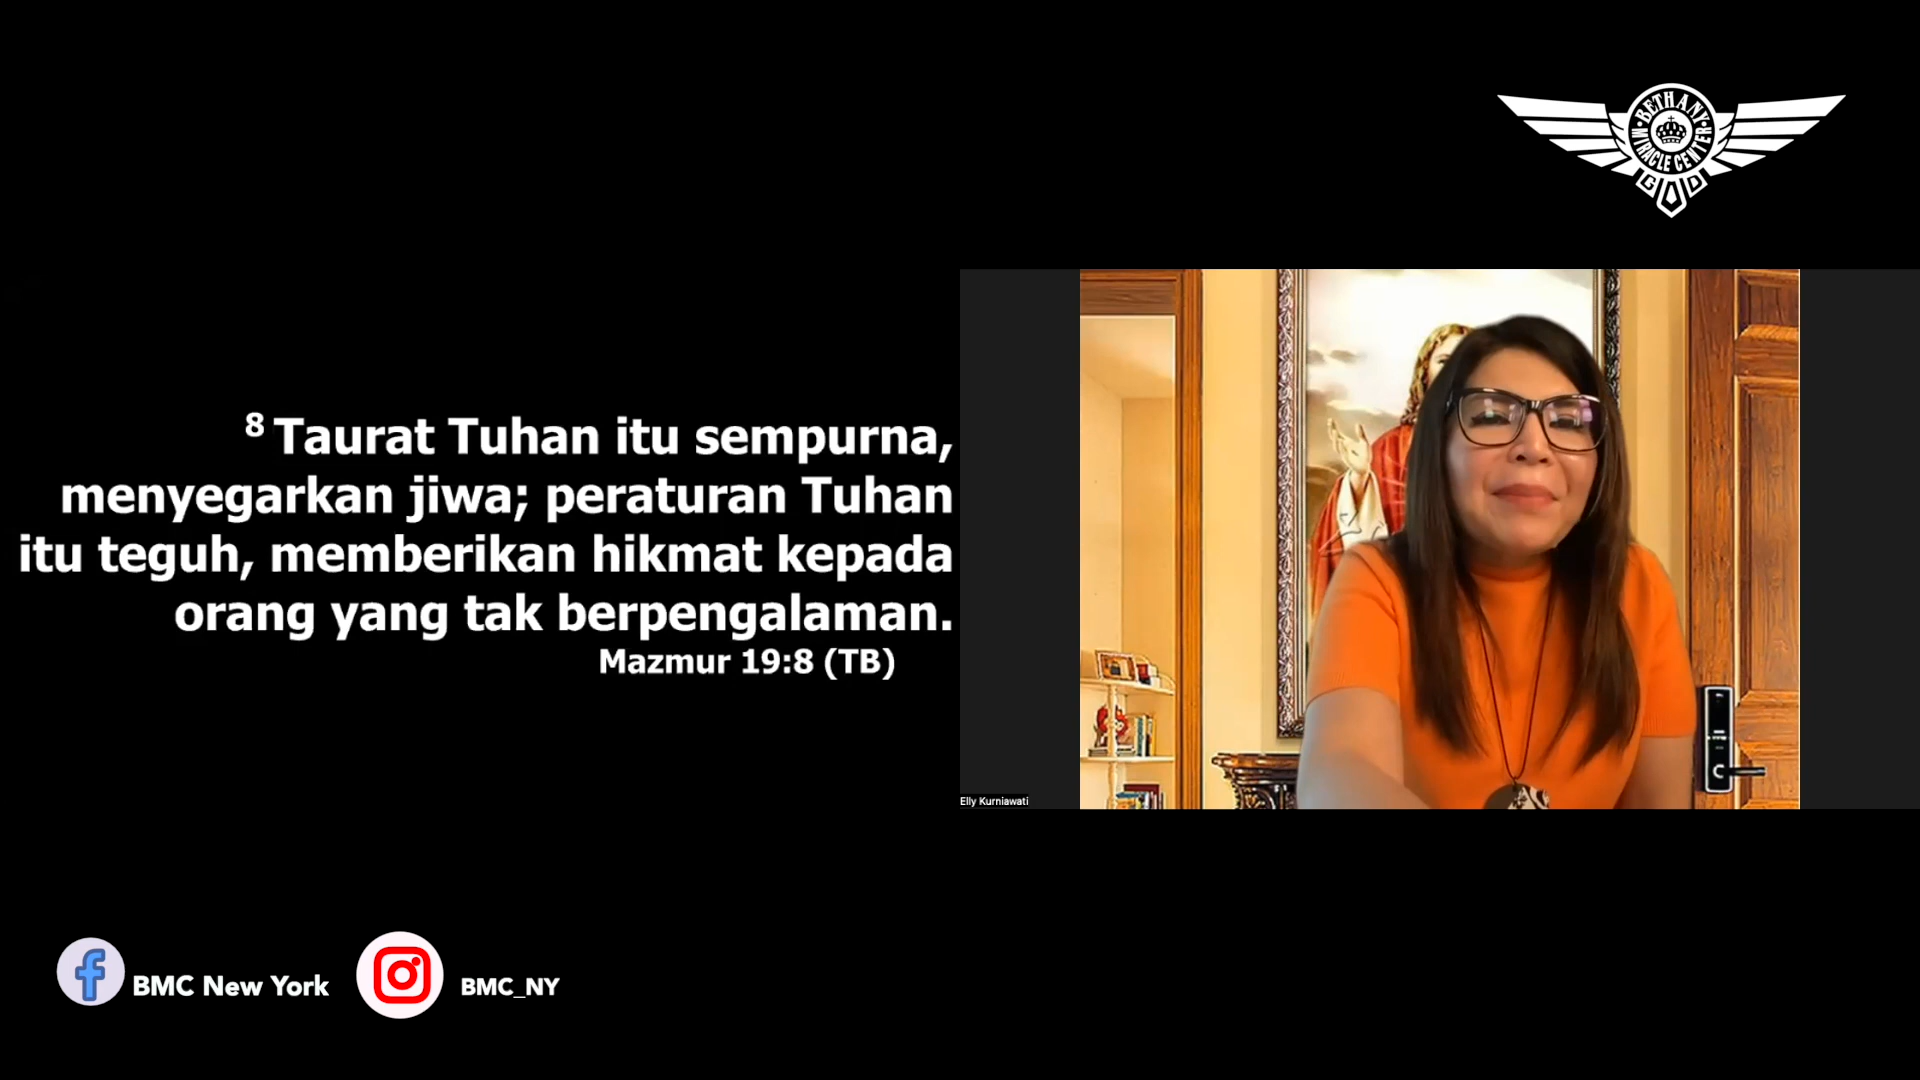 BETHANY
MIRACLE CENTER
GAD
8 Taurat Tuhan itu sempurna,
menyegarkan jiwa; peraturan Tuhan
itu teguh, memberikan hikmat kepada
orang yang tak berpengalaman.
Mazmur 19:8 (TB)
Elly Kurniawati
BMC New York
BMC_NY